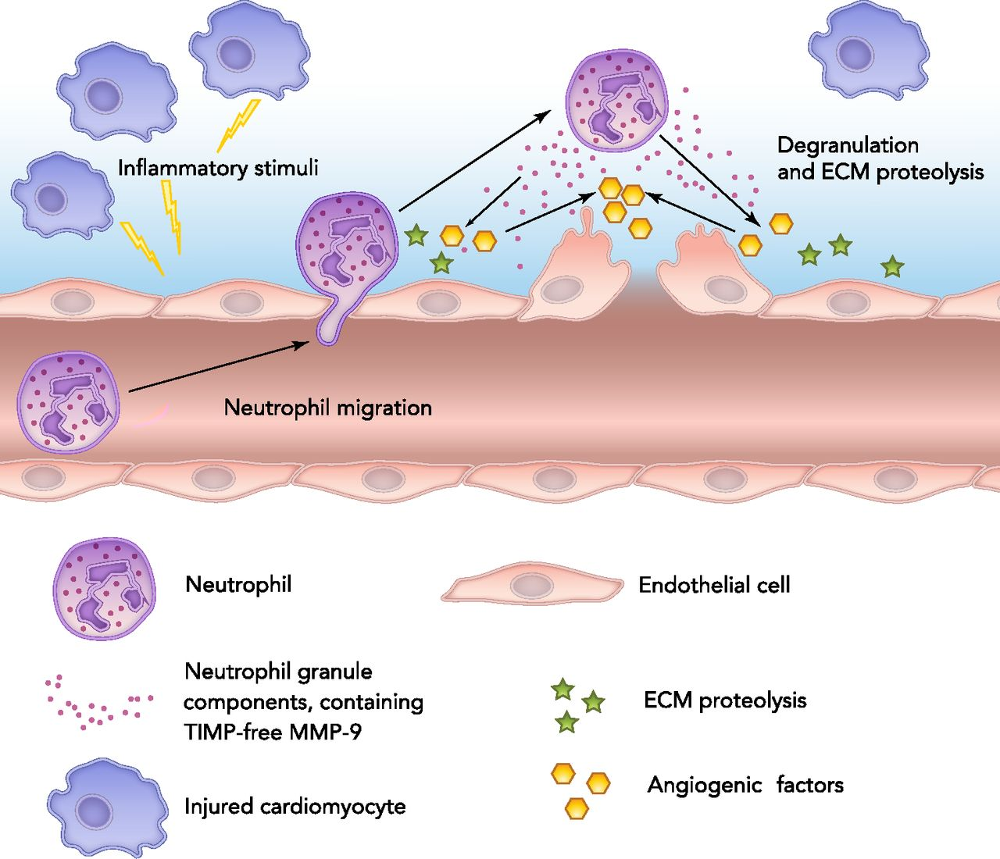 Inflammatory stimuli
Degranulation
and ECM proteolysis
Neutrophil migration
Neutrophil
Endothelial cell
Neutrophil granule
components, containing
TIMP-free MMP-9
ECM proteolysis
Injured cardiomyocyte
Angiogenic factors